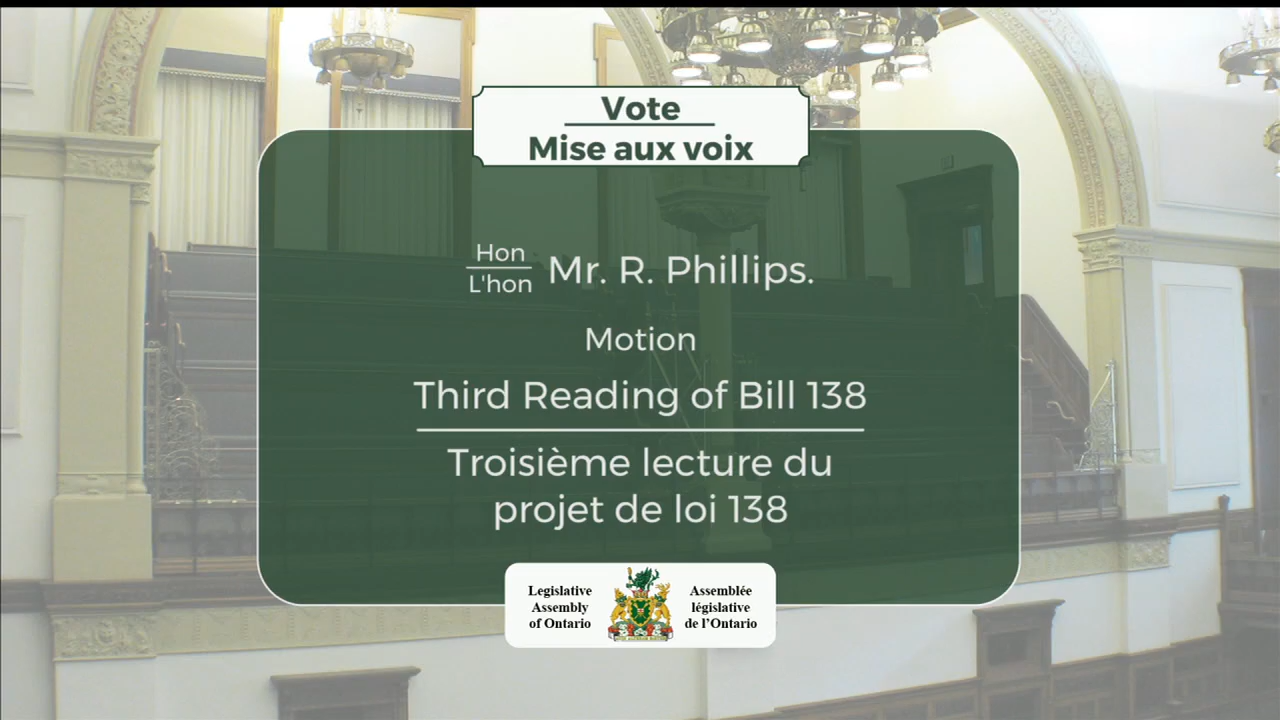 Vote
Mise aux voix
Hon
L'hon
Mr. R. Phillips.
Motion
Third Reading of Bill 138
Troisième lecture du
projet de loi 138
Legislative
Assembly
of Ontario
Assemblée
législative
de l'Ontario